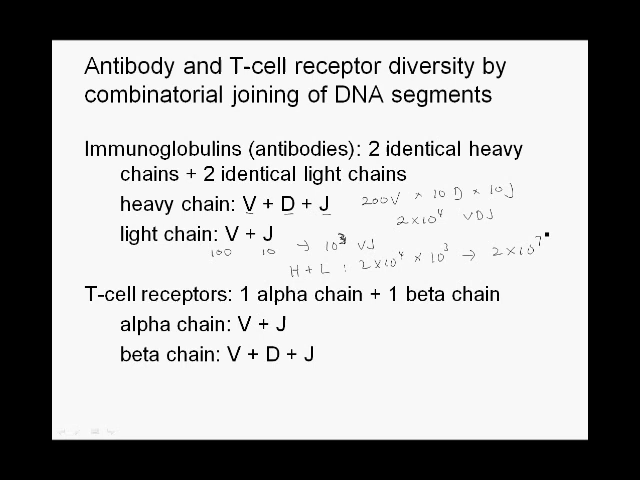 Antibody and T-cell receptor diversity by
combinatorial joining of DNA segments
Immunoglobulins (antibodies): 2 identical heavy
chains + 2 identical light chains
heavy chain: V + D + J 200V × 10 D × 10 J
2×10⁴ VDJ
light chain: V + J → 10³ VJ
100 10
H + L : 2×10⁴ × 10³ → 2×10⁷
T-cell receptors: 1 alpha chain + 1 beta chain
alpha chain: V + J
beta chain: V + D + J